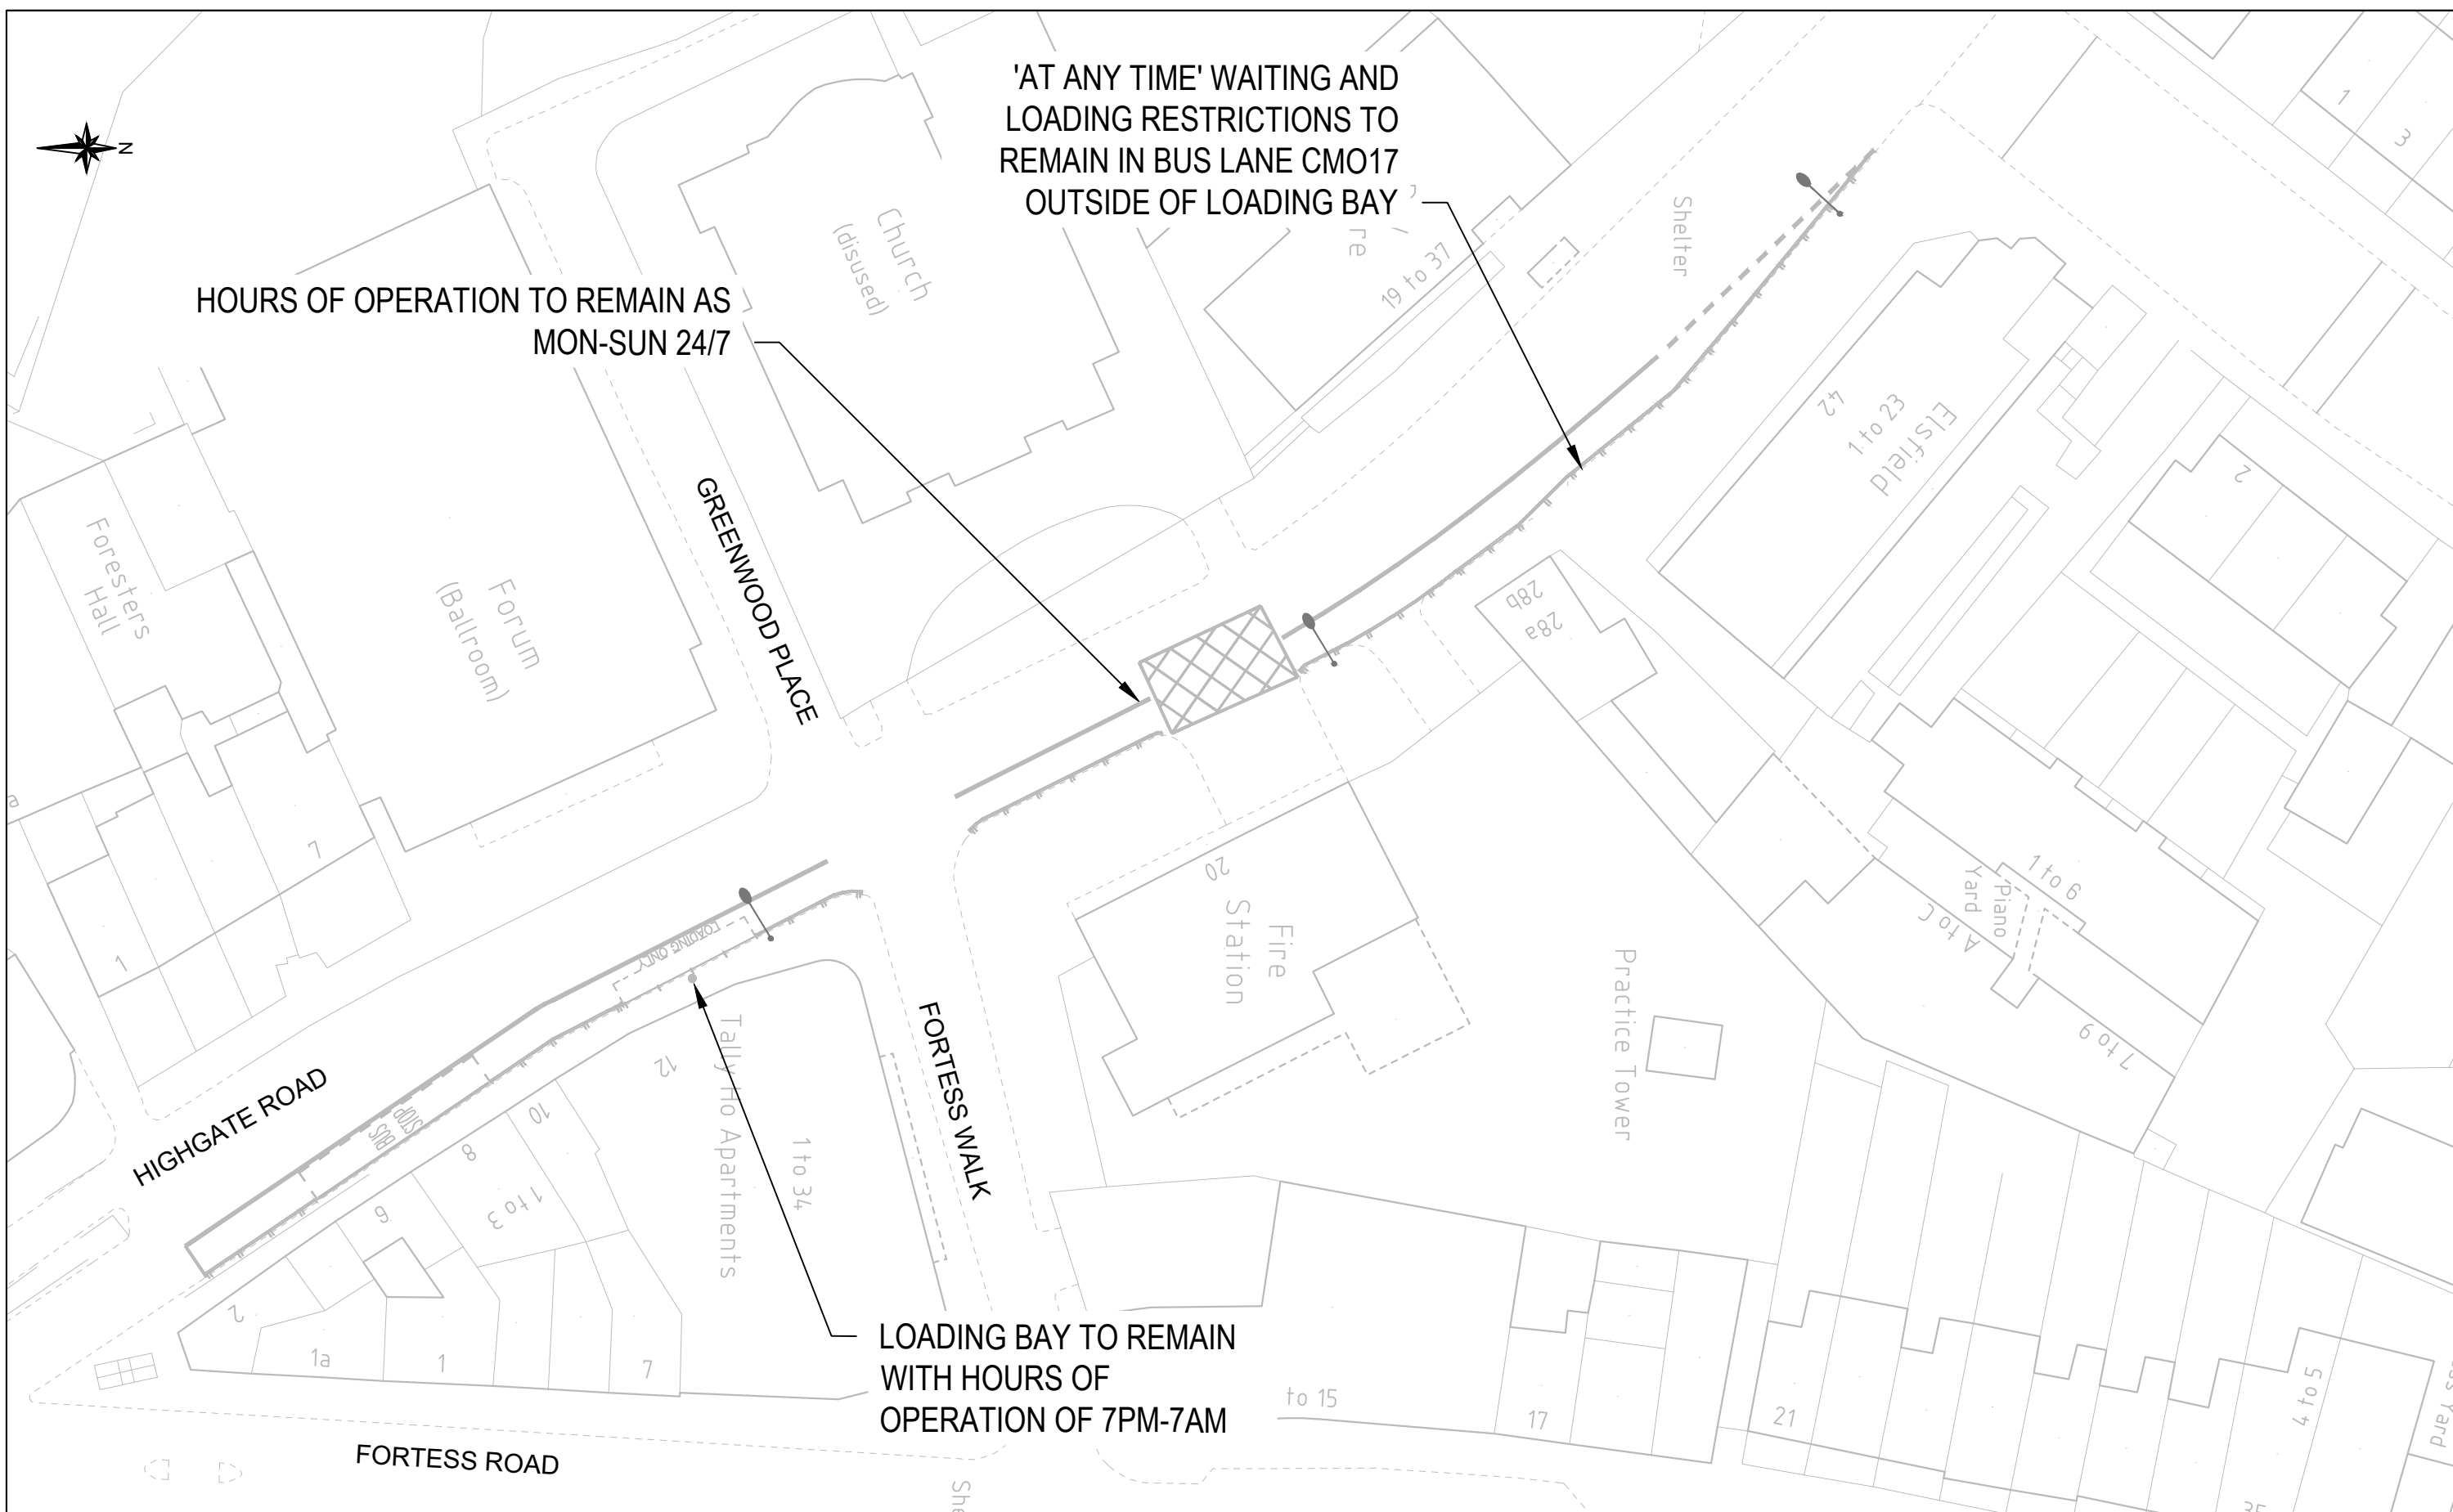 'AT ANY TIME' WAITING AND
LOADING RESTRICTIONS TO
REMAIN IN BUS LANE CMO17
OUTSIDE OF LOADING BAY
N
HOURS OF OPERATION TO REMAIN AS
MON-SUN 24/7
Church
(disused)
19 to 37
Shelter
1
3
42
1 to 23
Elsfield
2
Foresters
Hall
Forum
(Ballroom)
GREENWOOD PLACE
28b
28a
7
1
20
Fire
Station
1 to 6
Piano
Yard
A to C
7 to 9
Practice Tower
LOADING ONLY
Tally Ho Apartments
1 to 34
FORTESS WALK
HIGHGATE ROAD
BUS
STOP
12
10
8
1 to 3
6
2
1a
1
7
LOADING BAY TO REMAIN
WITH HOURS OF
OPERATION OF 7PM-7AM
to 15
17
21
4 to 5
Yard
FORTESS ROAD